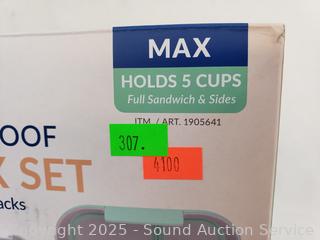 MAX
HOLDS 5 CUPS
Full Sandwich & Sides
ITM. / ART. 1905641
OOF
307.
4100
X SET
acks
Copyright 2025 - Sound Auction Service